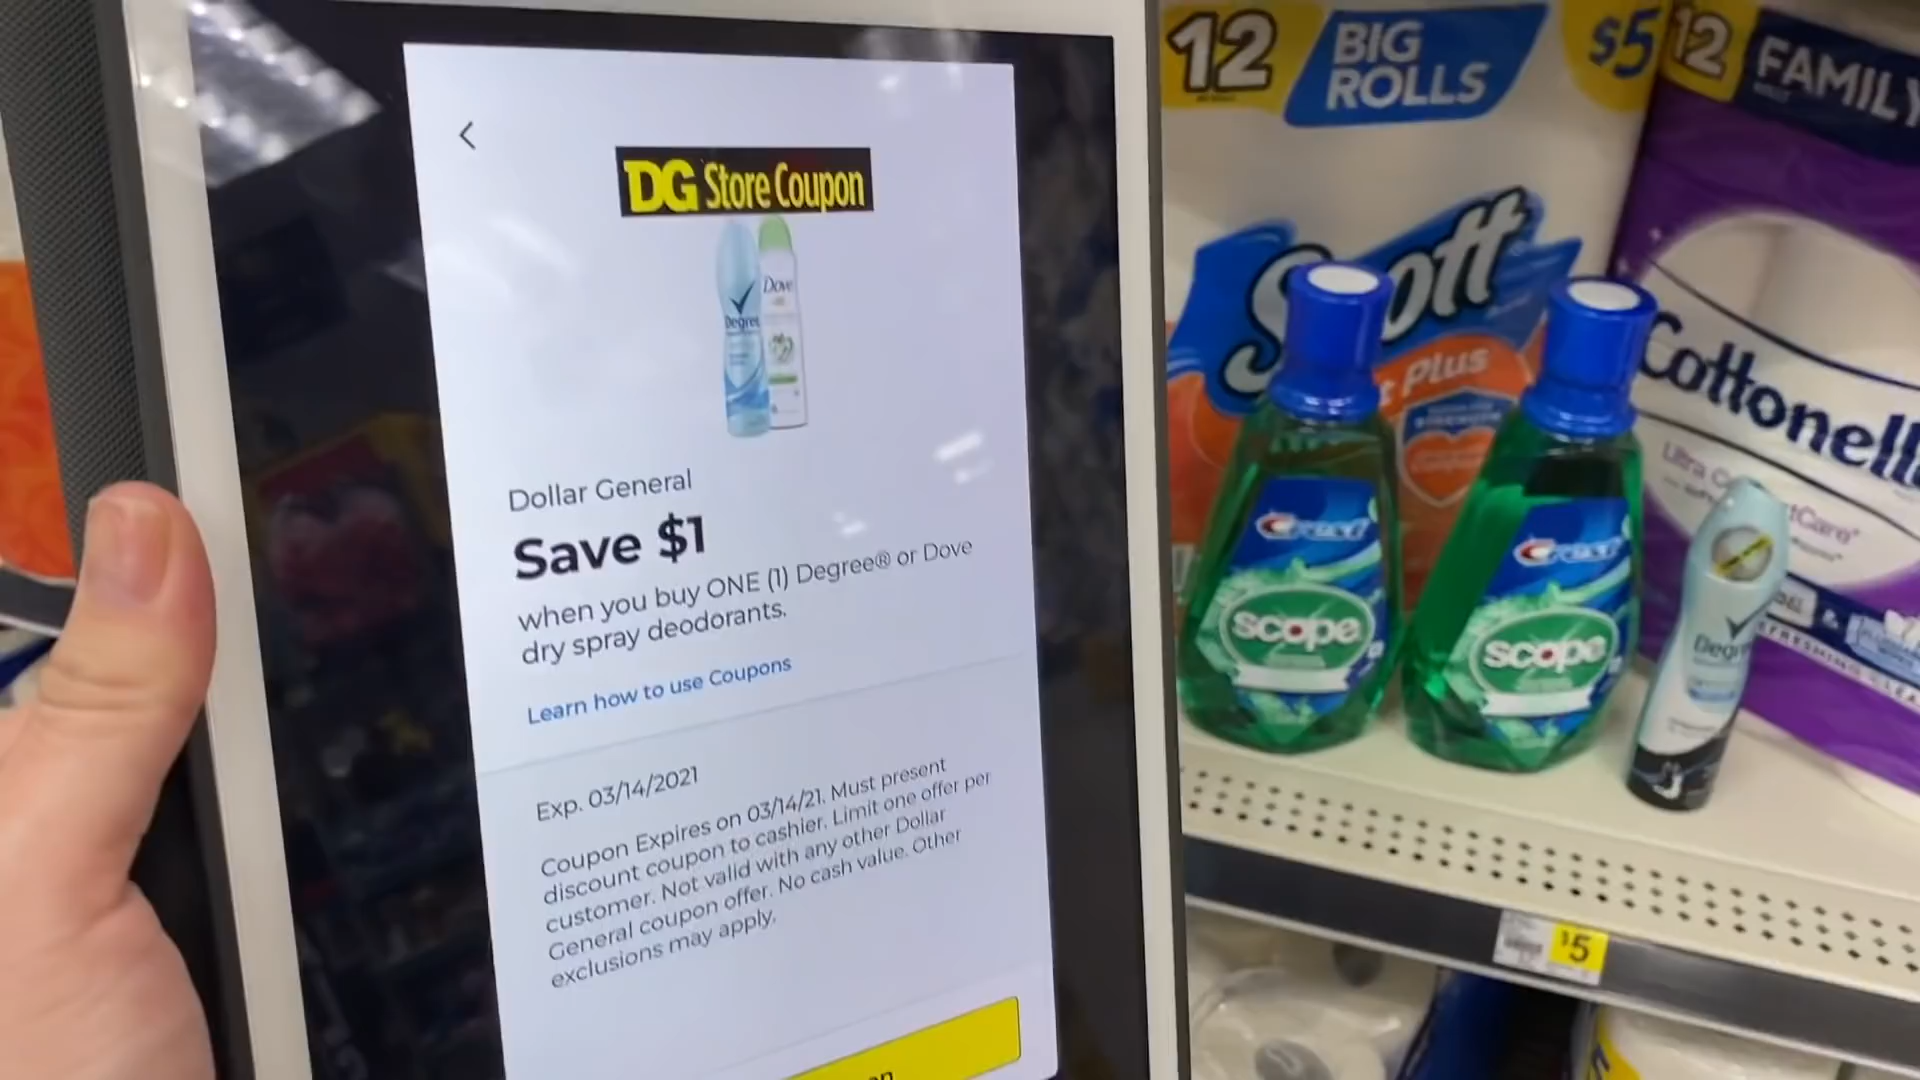 DG Store Coupon
Degree
Dove
Dollar General
Save $1
when you buy ONE (1) Degree® or Dove
dry spray deodorants.
Learn how to use Coupons
Exp. 03/14/2021
Coupon Expires on 03/14/21. Must present
discount coupon to cashier. Limit one offer per
customer. Not valid with any other Dollar
General coupon offer. No cash value. Other
exclusions may apply.
12
BIG
ROLLS
$5
Scott
Plus
12
FAMILY
Cottonell
Ultra
tCare
Crest
scope
Crest
scope
Degre
$5